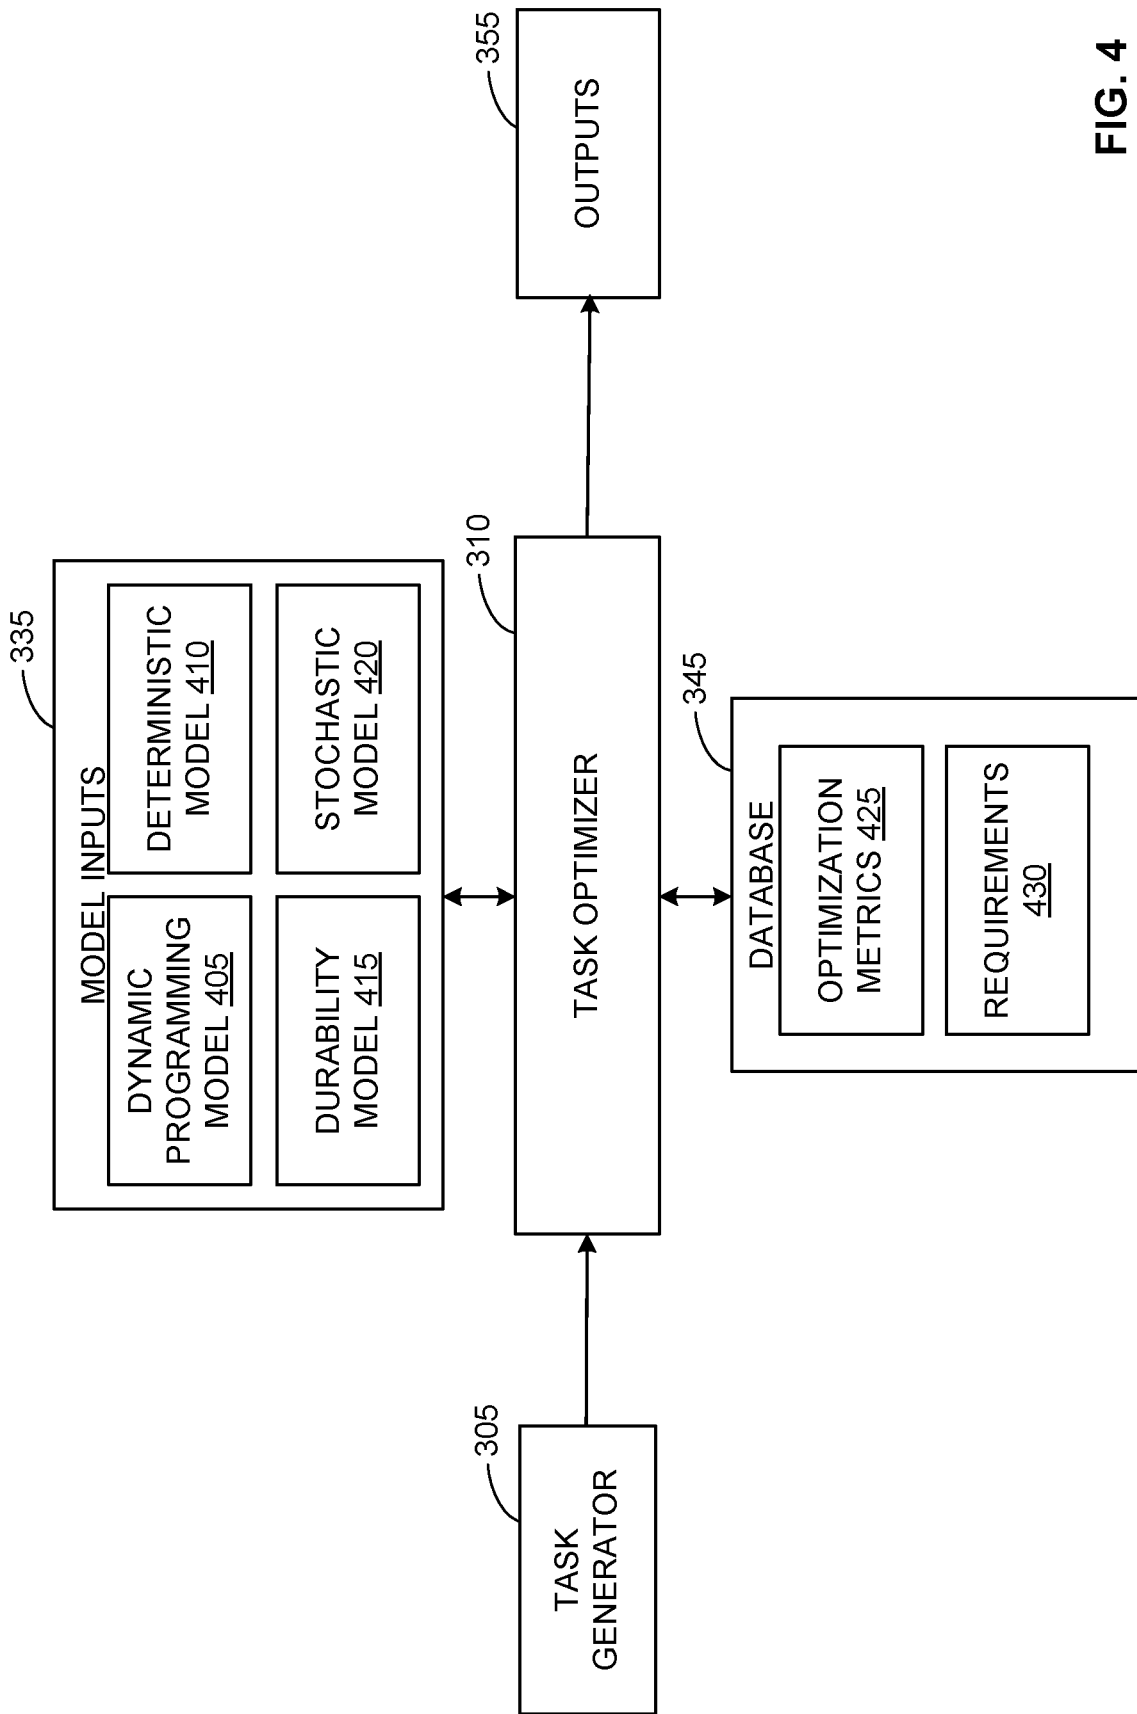 335
MODEL INPUTS
DYNAMIC
PROGRAMMING
MODEL 405
DETERMINISTIC
MODEL 410
DURABILITY
MODEL 415
STOCHASTIC
MODEL 420
305
TASK
GENERATOR
310
TASK OPTIMIZER
355
OUTPUTS
345
DATABASE
OPTIMIZATION
METRICS 425
REQUIREMENTS
430
FIG. 4